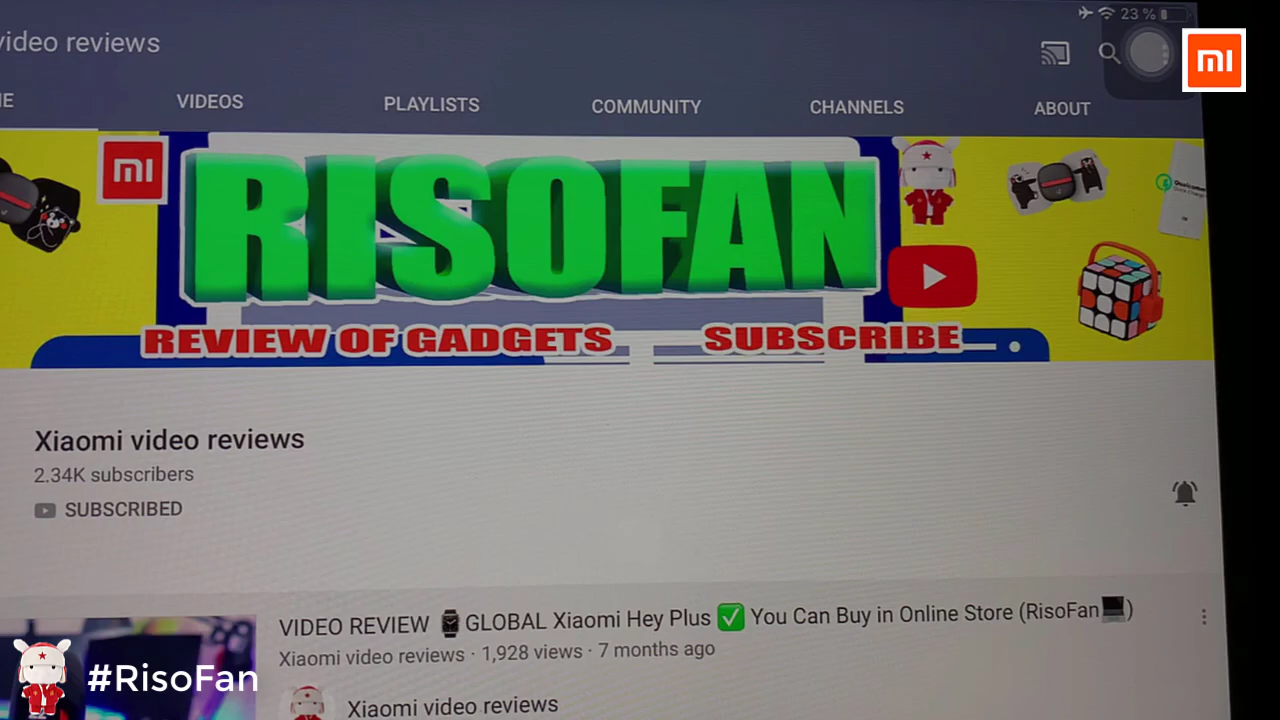 23 %
video reviews
E
VIDEOS
PLAYLISTS
COMMUNITY
CHANNELS
ABOUT
mi
mi
RISOFAN
REVIEW OF GADGETS
SUBSCRIBE
Xiaomi video reviews
2.34K subscribers
SUBSCRIBED
VIDEO REVIEW ⌚GLOBAL Xiaomi Hey Plus ✅ You Can Buy in Online Store (RisoFan💻)
Xiaomi video reviews · 1,928 views · 7 months ago
Xiaomi video reviews
#RisoFan